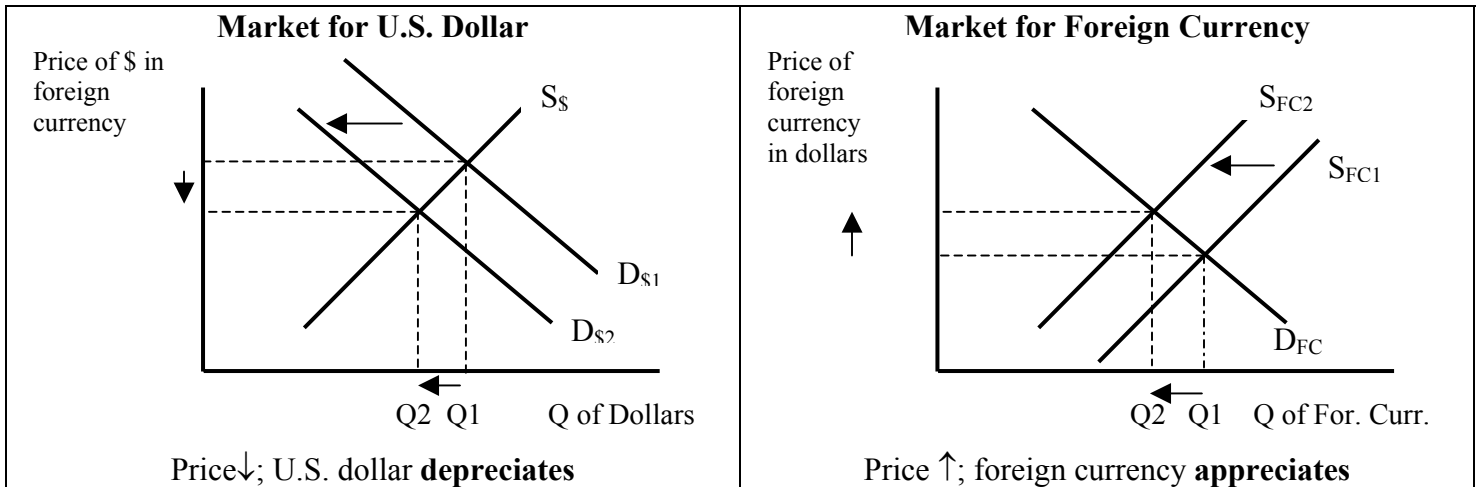 Market for U.S. Dollar
Price of $ in
foreign
currency
S$
D$1
D$2
Q2 Q1 Q of Dollars
Price↓; U.S. dollar depreciates
Market for Foreign Currency
Price of
foreign
currency
in dollars
SFC2
SFC1
DFC
Q2 Q1 Q of For. Curr.
Price ↑; foreign currency appreciates